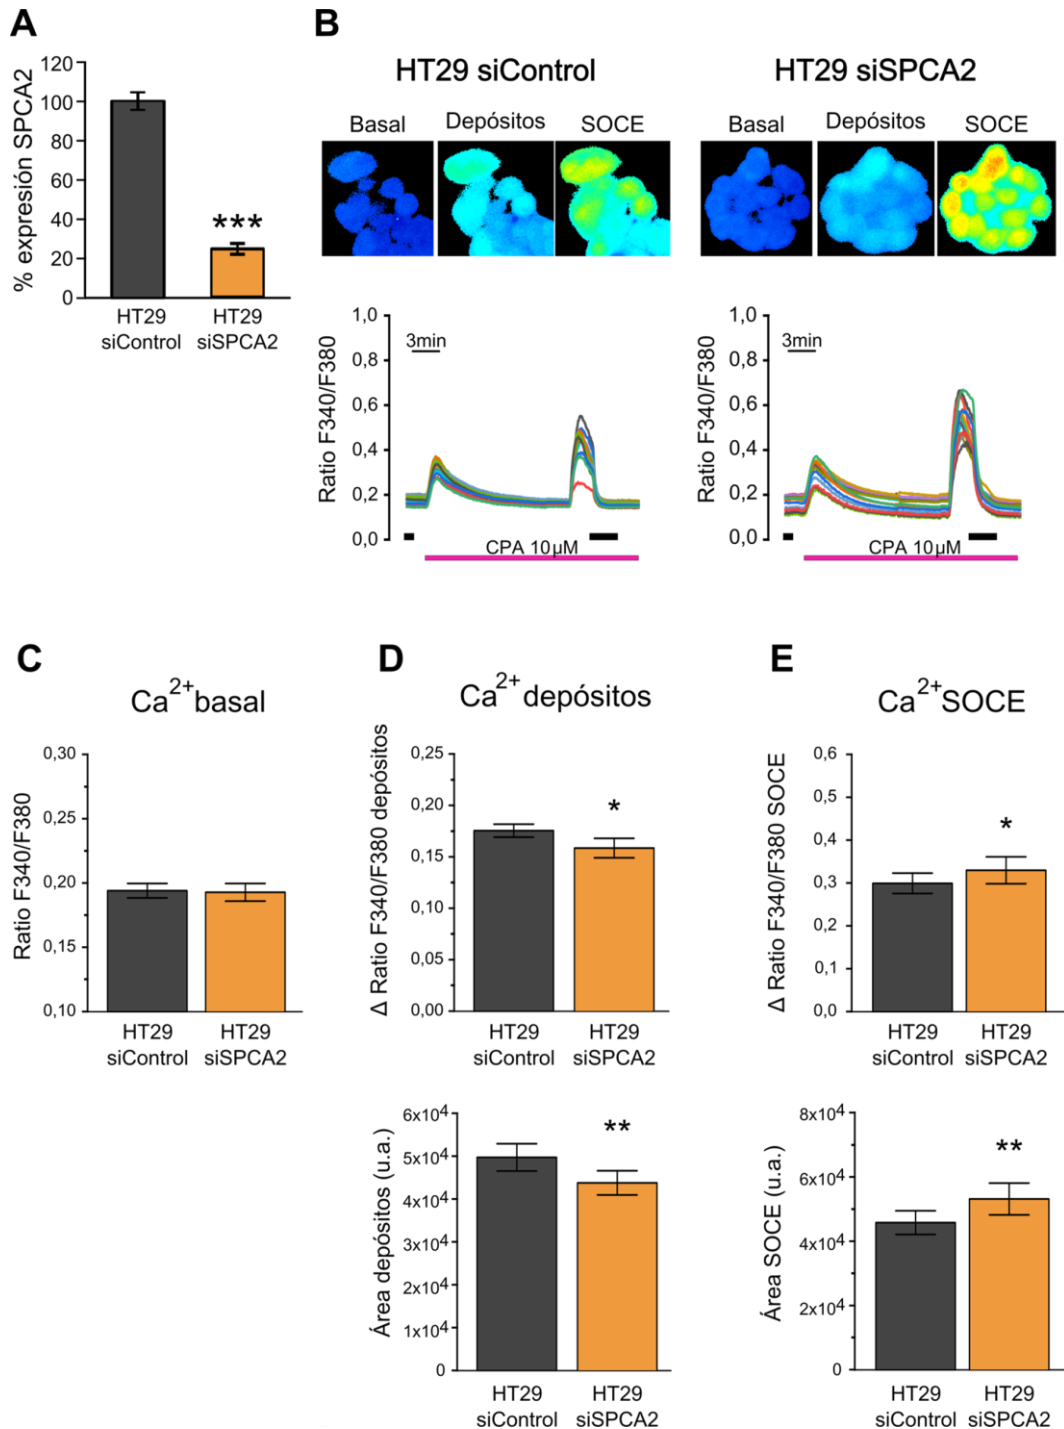 A
% expresión SPCA2
120
100
80
60
40
20
0
***
HT29
siControl
HT29
siSPCA2
B
HT29 siControl
Basal
Depósitos
SOCE
HT29 siSPCA2
Basal
Depósitos
SOCE
Ratio F340/F380
1,0
0,8
0,6
0,4
0,2
0,0
3min
CPA 10µM
Ratio F340/F380
1,0
0,8
0,6
0,4
0,2
0,0
3min
CPA 10µM
C
Ca2+ basal
Ratio F340/F380
0,30
0,25
0,20
0,15
0,10
HT29
siControl
HT29
siSPCA2
D
Ca2+ depósitos
Δ Ratio F340/F380 depósitos
0,25
0,20
0,15
0,10
0,05
0,00
*
HT29
siControl
HT29
siSPCA2
Área depósitos (u.a.)
6x104
5x104
4x104
3x104
2x104
1x104
0
**
HT29
siControl
HT29
siSPCA2
E
Ca2+ SOCE
Δ Ratio F340/F380 SOCE
0,6
0,5
0,4
0,3
0,2
0,1
0,0
*
HT29
siControl
HT29
siSPCA2
Área SOCE (u.a.)
8x104
6x104
4x104
2x104
0
**
HT29
siControl
HT29
siSPCA2